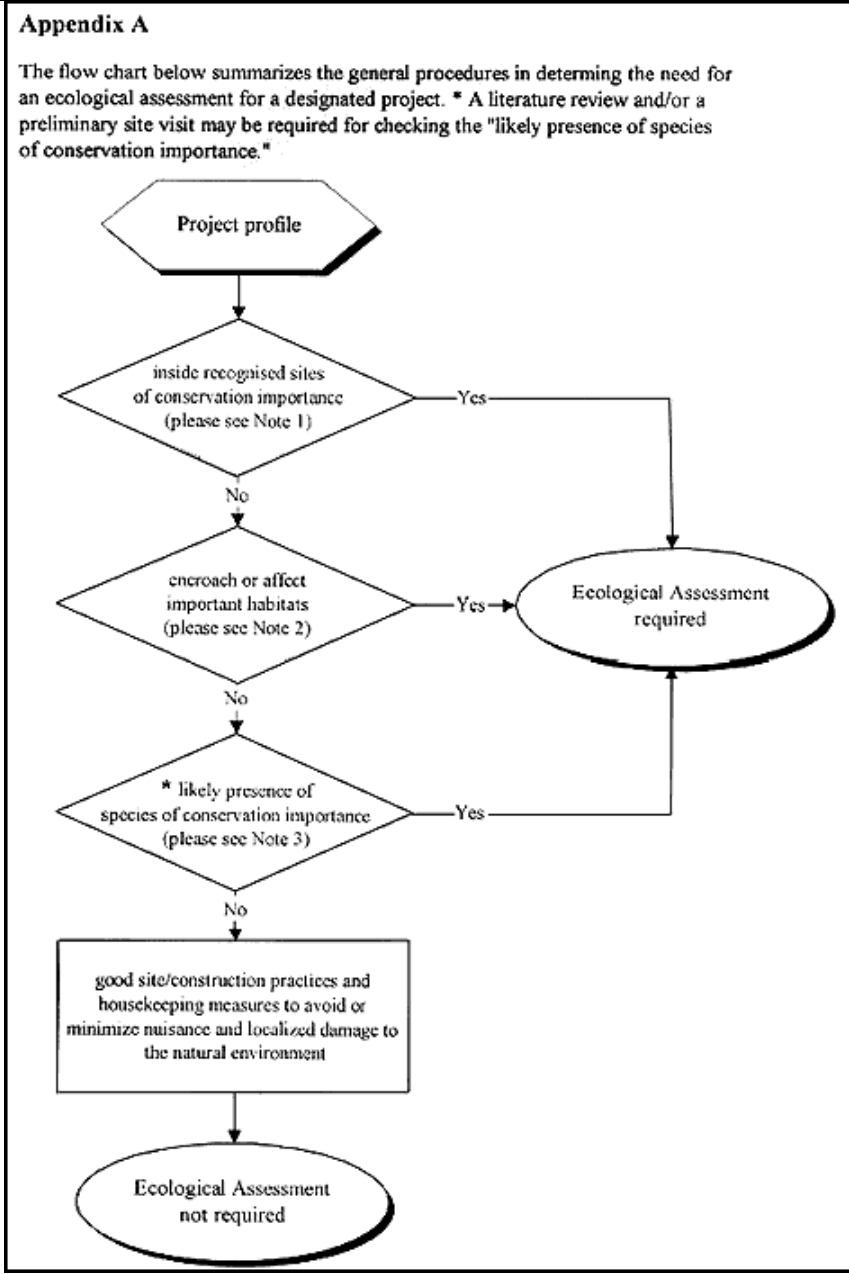 Appendix A
The flow chart below summarizes the general procedures in determing the need for
an ecological assessment for a designated project. * A literature review and/or a
preliminary site visit may be required for checking the "likely presence of species
of conservation importance."
Project profile
inside recognised sites
of conservation importance
(please see Note 1)
Yes
No
encroach or affect
important habitats
(please see Note 2)
Yes
Ecological Assessment
required
No
* likely presence of
species of conservation importance
(please see Note 3)
Yes
No
good site/construction practices and
housekeeping measures to avoid or
minimize nuisance and localized damage to
the natural environment
Ecological Assessment
not required